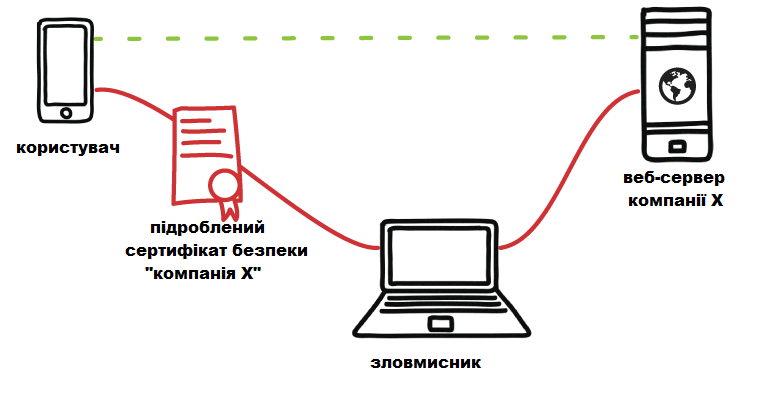 користувач
підроблений
сертифікат безпеки
"компанія Х"
зловмисник
веб-сервер
компанії Х